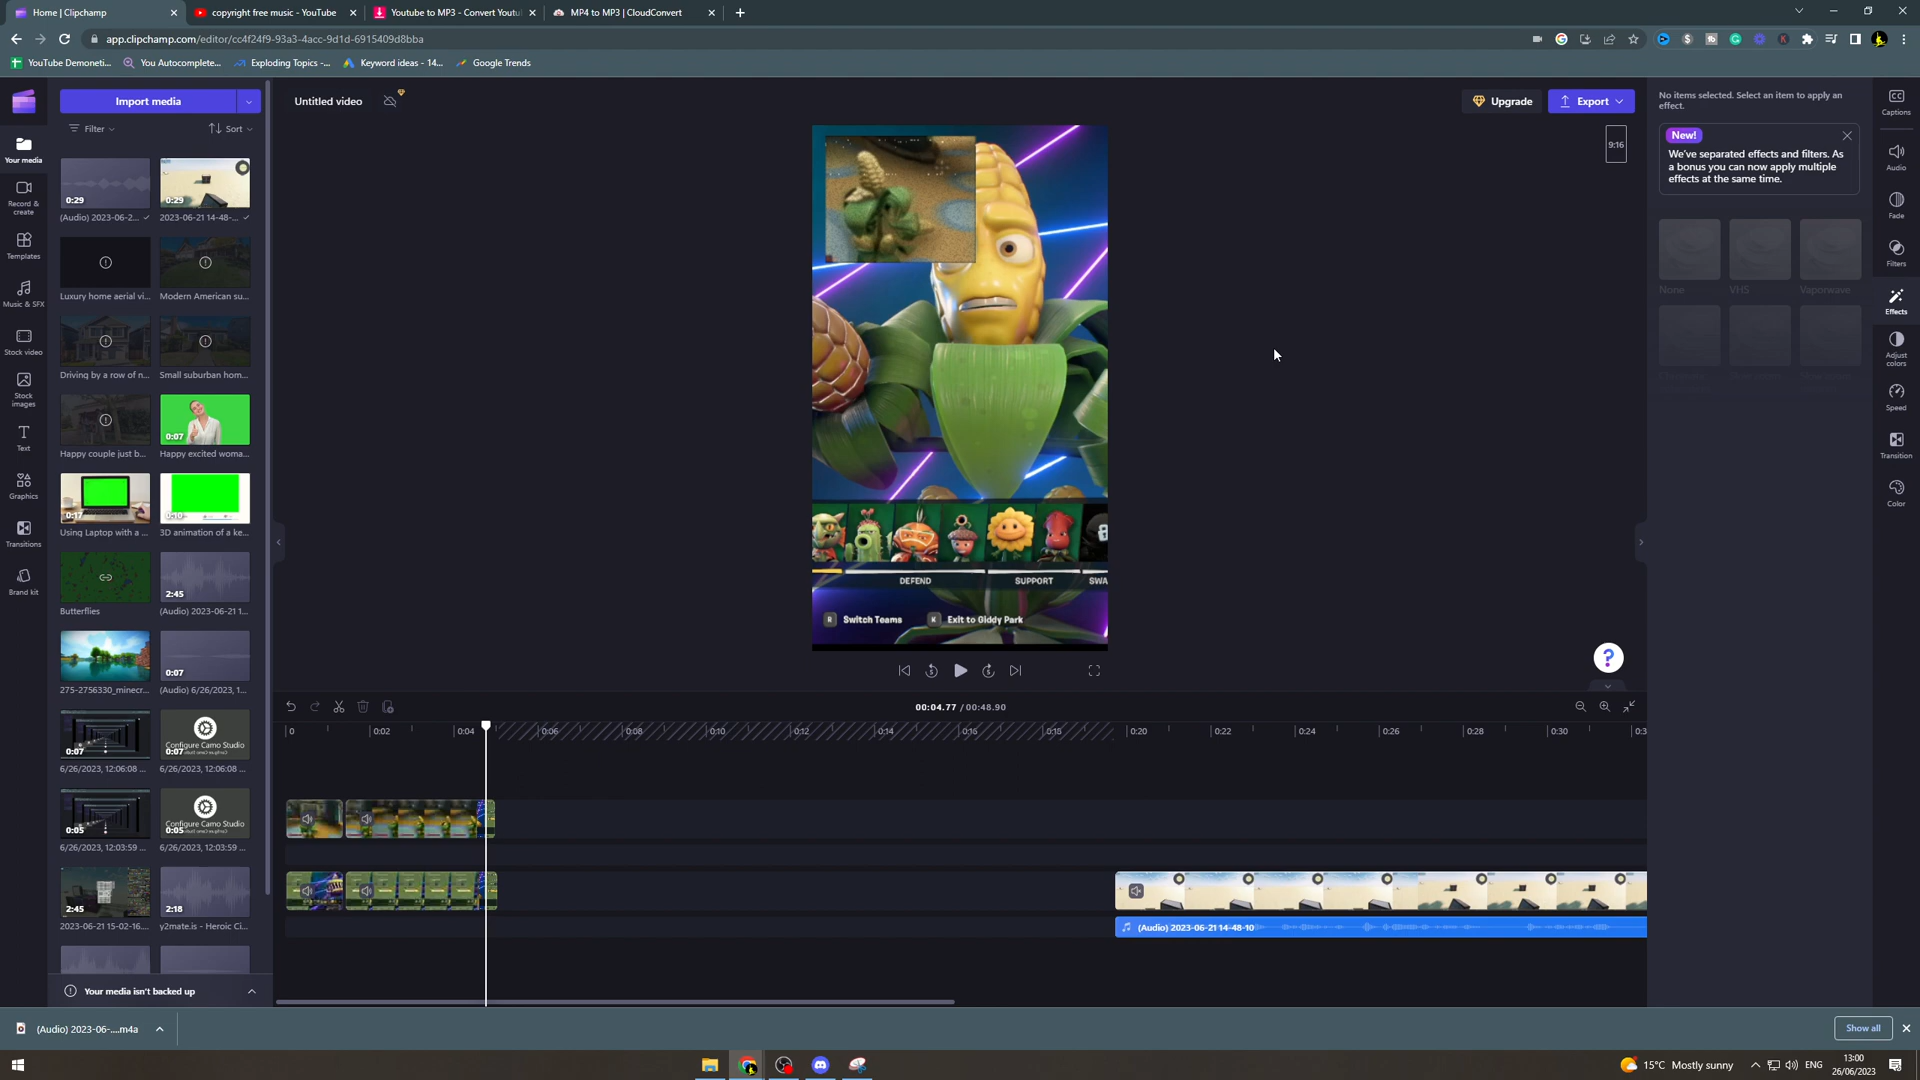 Home | Clipchamp
copyright free music - YouTube
Youtube to MP3 - Convert Youtu
MP4 to MP3 | CloudConvert
app.clipchamp.com/editor/cc4f24f9-93a3-4acc-9d1d-6915409d8bba
YouTube Demoneti...
You Autocomplete...
Exploding Topics -...
Keyword ideas - 14...
Google Trends
Import media
Untitled video
Upgrade
Export
No items selected. Select an item to apply an
effect.
Captions
Filter
Sort
9:16
New!
We've separated effects and filters. As
a bonus you can now apply multiple
effects at the same time.
Your media
Audio
0:29
0:29
(Audio) 2023-06-2...
2023-06-21 14-48-...
Record &
create
Fade
Templates
Filters
Luxury home aerial vi...
Modern American su...
None
VHS
Vaporwave
Music & SFX
Effects
Stock video
Adjust
colors
Driving by a row of n...
Small suburban hom...
Stock
images
Speed
0:07
Text
Happy couple just b...
Happy excited woma...
Transition
Graphics
Color
0:17
0:10
Using Laptop with a ...
3D animation of a ke...
Transitions
DEFEND
SUPPORT
SWA
Brand kit
2:45
Butterflies
(Audio) 2023-06-21 1...
R
Switch Teams
K
Exit to Giddy Park
0:07
275-2756330_minecr...
(Audio) 6/26/2023, 1...
5
5
?
00:04.77 / 00:48.90
Configure Camo Studio
0:07
0:07
6/26/2023, 12:06:08 ...
6/26/2023, 12:06:08 ...
0
0:02
0:04
0:06
0:08
0:10
0:12
0:14
0:16
0:18
0:20
0:22
0:24
0:26
0:28
0:30
0:3
Configure Camo Studio
0:05
0:05
6/26/2023, 12:03:59 ...
6/26/2023, 12:03:59 ...
2:45
2:18
2023-06-21 15-02-16....
y2mate.is - Heroic Ci...
(Audio) 2023-06-21 14-48-10
Your media isn't backed up
(Audio) 2023-06-....m4a
Show all
15°C Mostly sunny
ENG
13:00
26/06/2023